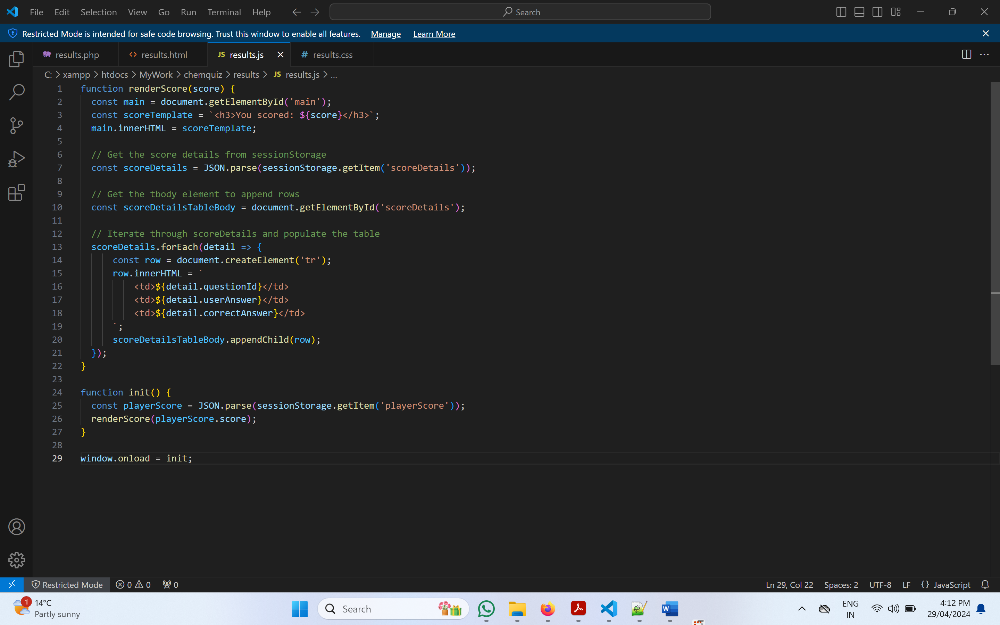 File Edit Selection View Go Run Terminal Help Search
Restricted Mode is intended for safe code browsing. Trust this window to enable all features. Manage Learn More
results.php results.html JS results.js # results.css
C: > xampp > htdocs > MyWork > chemquiz > results > JS results.js > ...
1 function renderScore(score) {
2 const main = document.getElementById('main');
3 const scoreTemplate = `<h3>You scored: ${score}</h3>`;
4 main.innerHTML = scoreTemplate;
5
6 // Get the score details from sessionStorage
7 const scoreDetails = JSON.parse(sessionStorage.getItem('scoreDetails'));
8
9 // Get the tbody element to append rows
10 const scoreDetailsTableBody = document.getElementById('scoreDetails');
11
12 // Iterate through scoreDetails and populate the table
13 scoreDetails.forEach(detail => {
14 const row = document.createElement('tr');
15 row.innerHTML = `
16 <td>${detail.questionId}</td>
17 <td>${detail.userAnswer}</td>
18 <td>${detail.correctAnswer}</td>
19 `;
20 scoreDetailsTableBody.appendChild(row);
21 });
22 }
23
24 function init() {
25 const playerScore = JSON.parse(sessionStorage.getItem('playerScore'));
26 renderScore(playerScore.score);
27 }
28
29 window.onload = init;
Restricted Mode 0 0 0 Ln 29, Col 22 Spaces: 2 UTF-8 LF {} JavaScript
1 14°C
Partly sunny
Search
W
ENG
IN
4:12 PM
29/04/2024